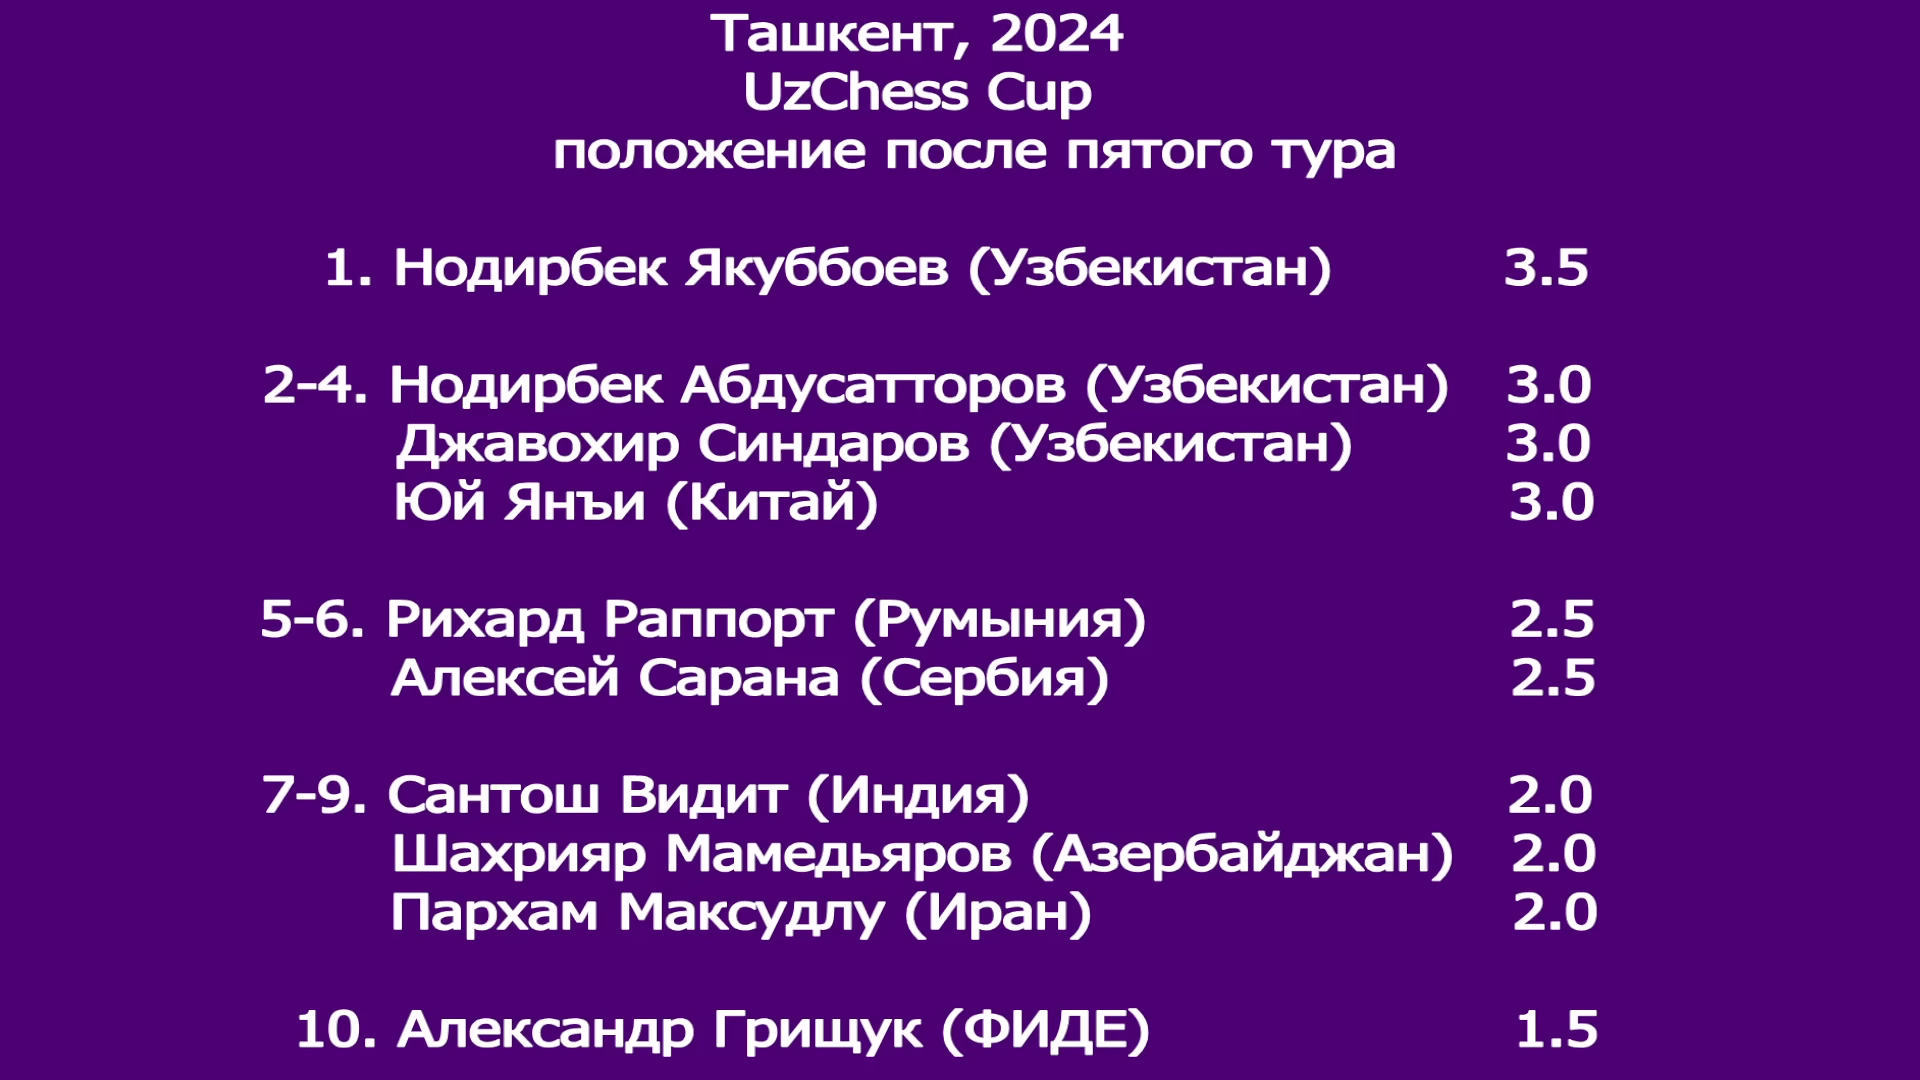 Ташкент, 2024
UzChess Cup
положение после пятого тура
1. Нодирбек Якуббоев (Узбекистан) 3.5
2-4. Нодирбек Абдусатторов (Узбекистан) 3.0
Джавохир Синдаров (Узбекистан) 3.0
Юй Янъи (Китай) 3.0
5-6. Рихард Раппорт (Румыния) 2.5
Алексей Сарана (Сербия) 2.5
7-9. Сантош Видит (Индия) 2.0
Шахрияр Мамедьяров (Азербайджан) 2.0
Пархам Максудлу (Иран) 2.0
10. Александр Грищук (ФИДЕ) 1.5